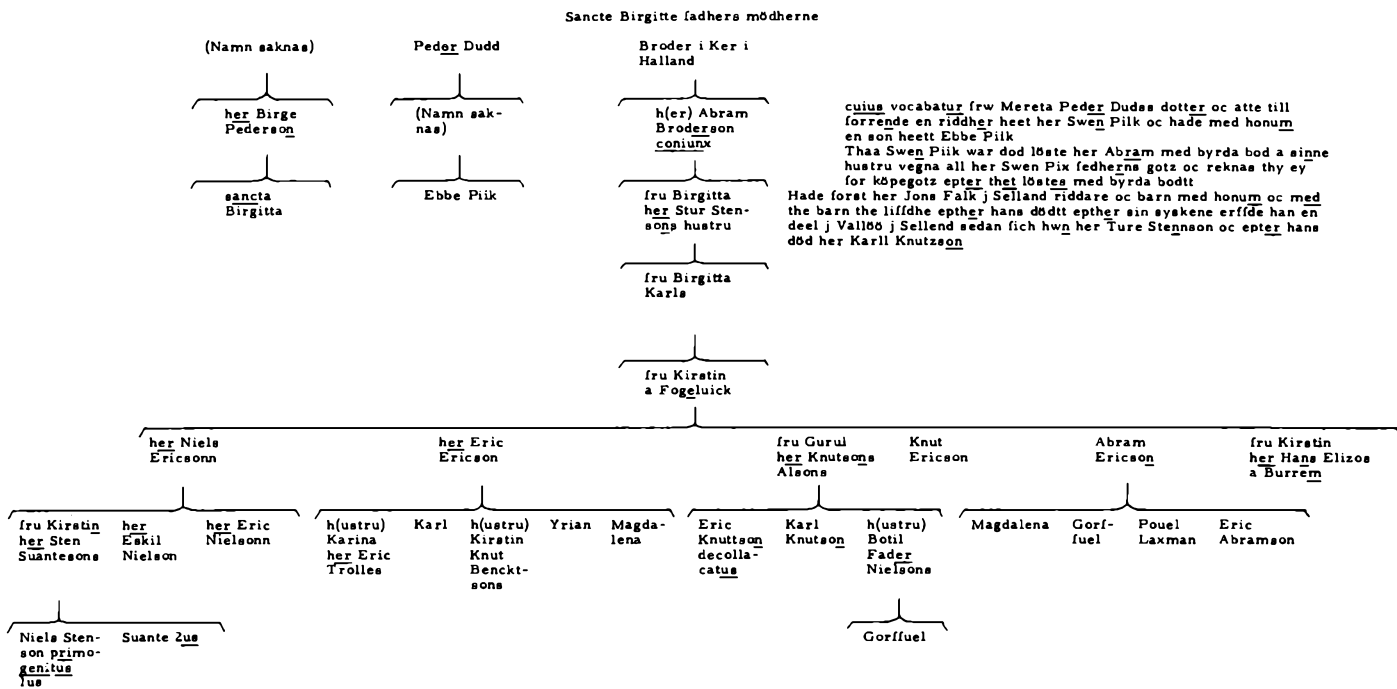 Sancte Birgitte fadhers mödherne
(Namn saknas)
Peder Dudd
Broder i Ker i
Halland
her Birge
Pederson
(Namn sak-
nas)
h(er) Abram
Broderson
coniunx
cuius vocabatur frw Mereta Peder Dudss dotter oc atte till
forrende en riddher heet her Swen Piik oc hade med honum
en son heett Ebbe Piik
Thaa Swen Piik war dod löste her Abram med byrda bod a sinne
hustru vegna all her Swen Pix fedherns gotz oc reknas thy ey
for köpegotz epter thet löstes med byrda bodtt
sancta
Birgitta
Ebbe Piik
fru Birgitta
her Stur Sten-
sons hustru
Hade forst her Jons Falk j Selland riddare oc barn med honum oc med
the barn the liffdhe epther hans dödtt epther sin syskene erffde han en
deel j Vallöö j Sellend sedan fich hwn her Ture Stennson oc epter hans
död her Karll Knutzson
fru Birgitta
Karls
fru Kirstin
a Fogeluick
her Niels
Ericsonn
her Eric
Ericson
fru Gurul
her Knutsons
Alsons
Knut
Ericson
Abram
Ericson
fru Kirstin
her Hans Elizos
a Burrem
fru Kirstin
her Sten
Suantesons
her
Eskil
Nielson
her Eric
Nielsonn
h(ustru)
Karina
her Eric
Trolles
Karl
h(ustru)
Kirstin
Knut
Benckt-
sons
Yrian
Magda-
lena
Eric
Knuttson
decolla-
catus
Karl
Knutson
h(ustru)
Botil
Fader
Nielsons
Magdalena
Gorf-
fuel
Pouel
Laxman
Eric
Abramson
Niels Sten-
son primo-
genitus
1us
Suante 2us
Gorffuel